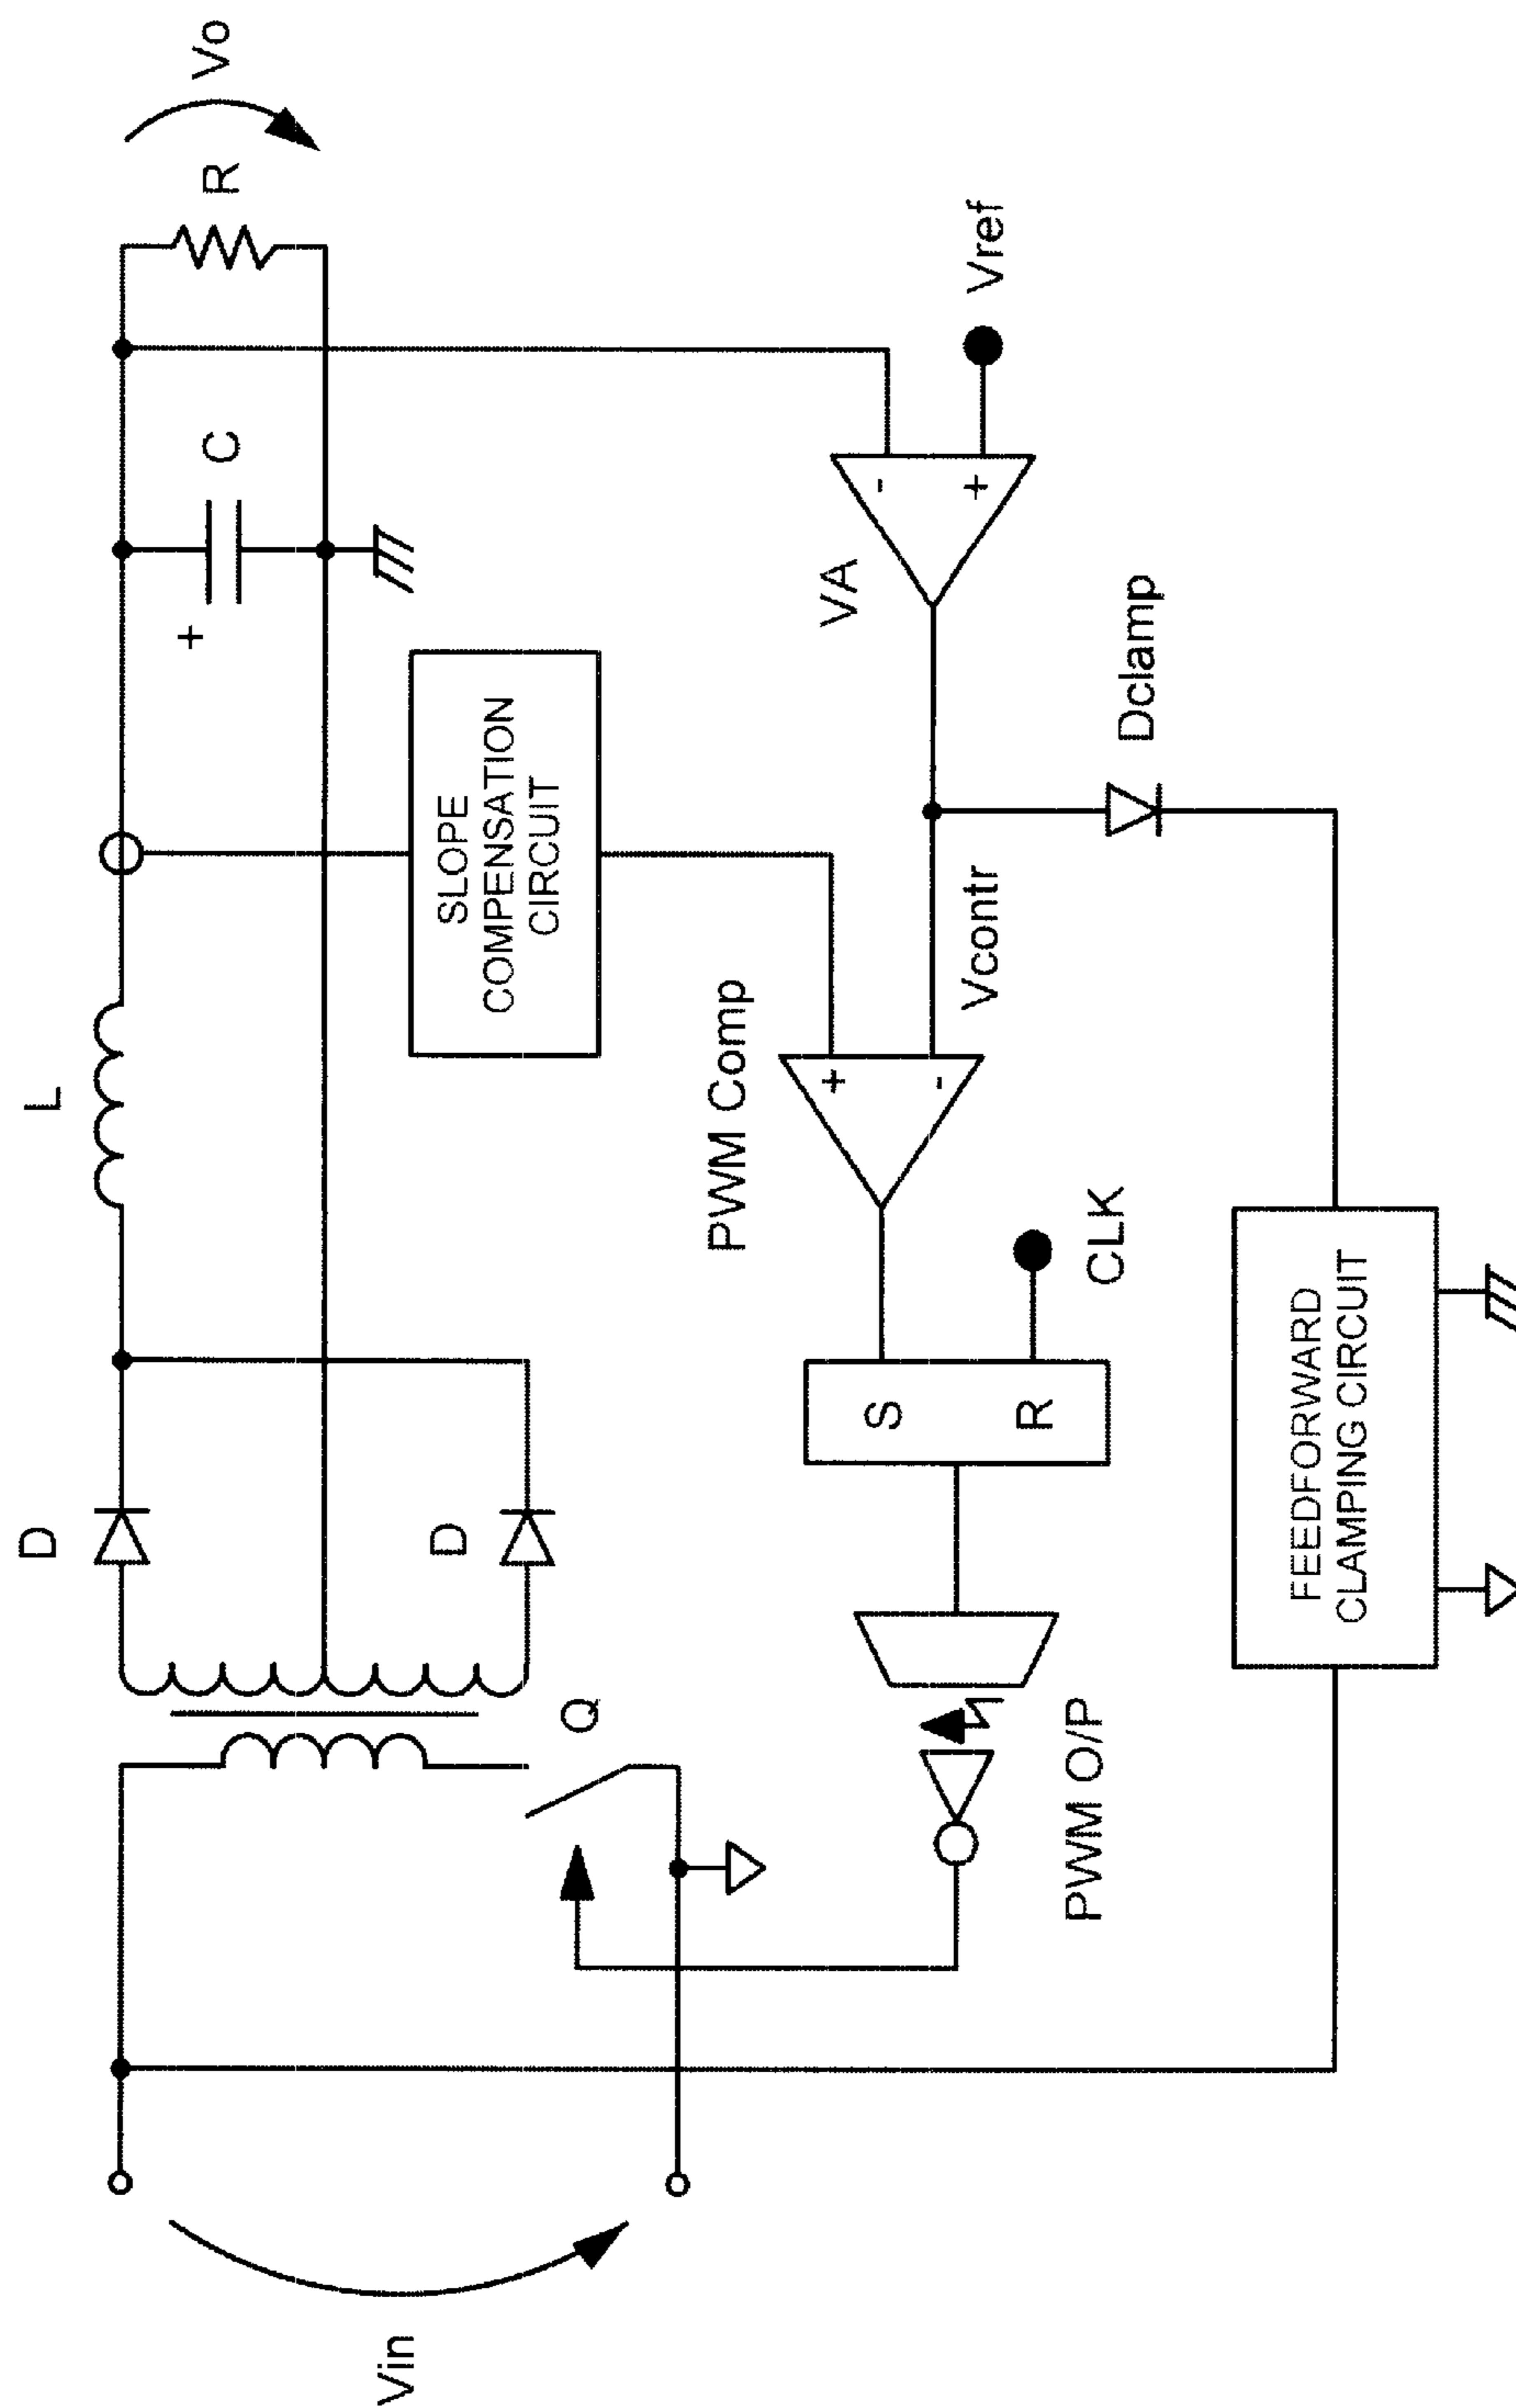 Vin
D
D
L
Q
+
C
R
Vo
SLOPE
COMPENSATION
CIRCUIT
PWM Comp
+
-
Vcontr
VA
-
+
Vref
Dclamp
S
R
CLK
PWM O/P
FEEDFORWARD
CLAMPING CIRCUIT